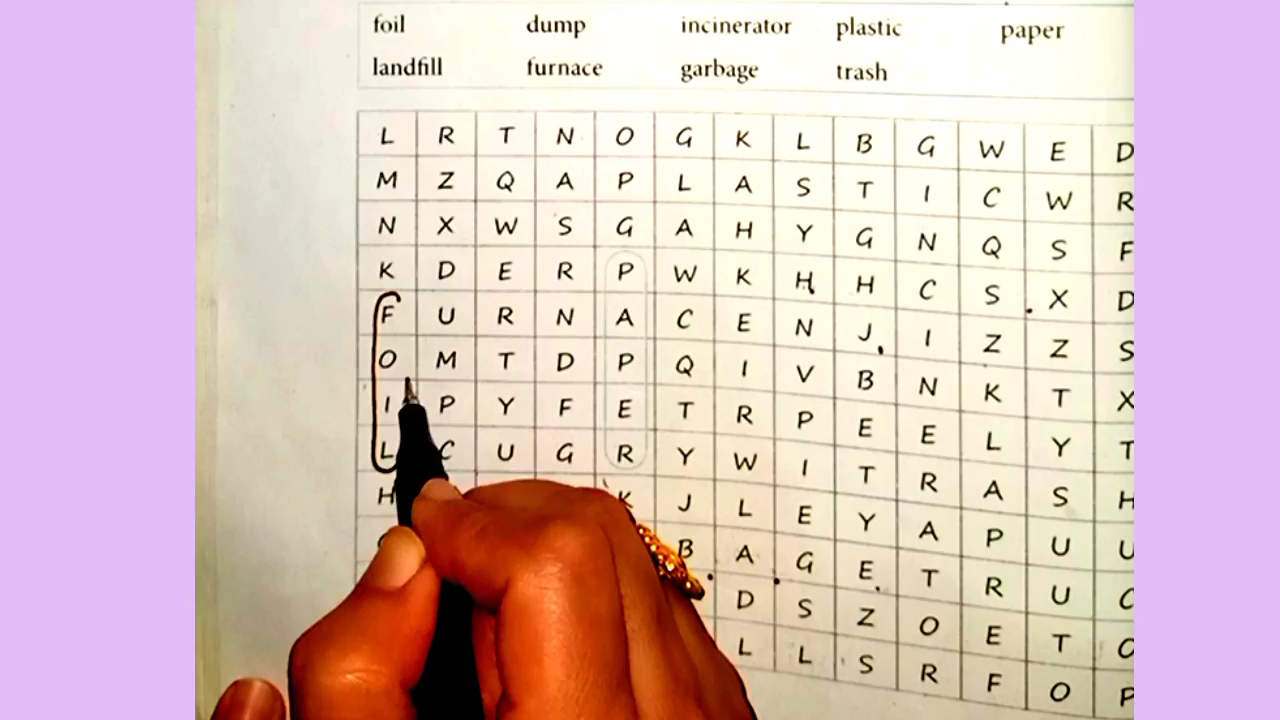 foil dump incinerator plastic paper
landfill furnace garbage trash
L R T N O G K L B G W E D
M Z Q A P L A S T I C W R
N X W S G A H Y G N Q S F
K D E R P W K H H C S X D
F U R N A C E N J I Z Z S
O M T D P Q I V B N K T X
I P Y F E T R P E E L Y T
L C U G R Y W I T R A S H
H K J L E Y A P U U
B A G E T R U C
D S Z O E T O
L L S R F O P